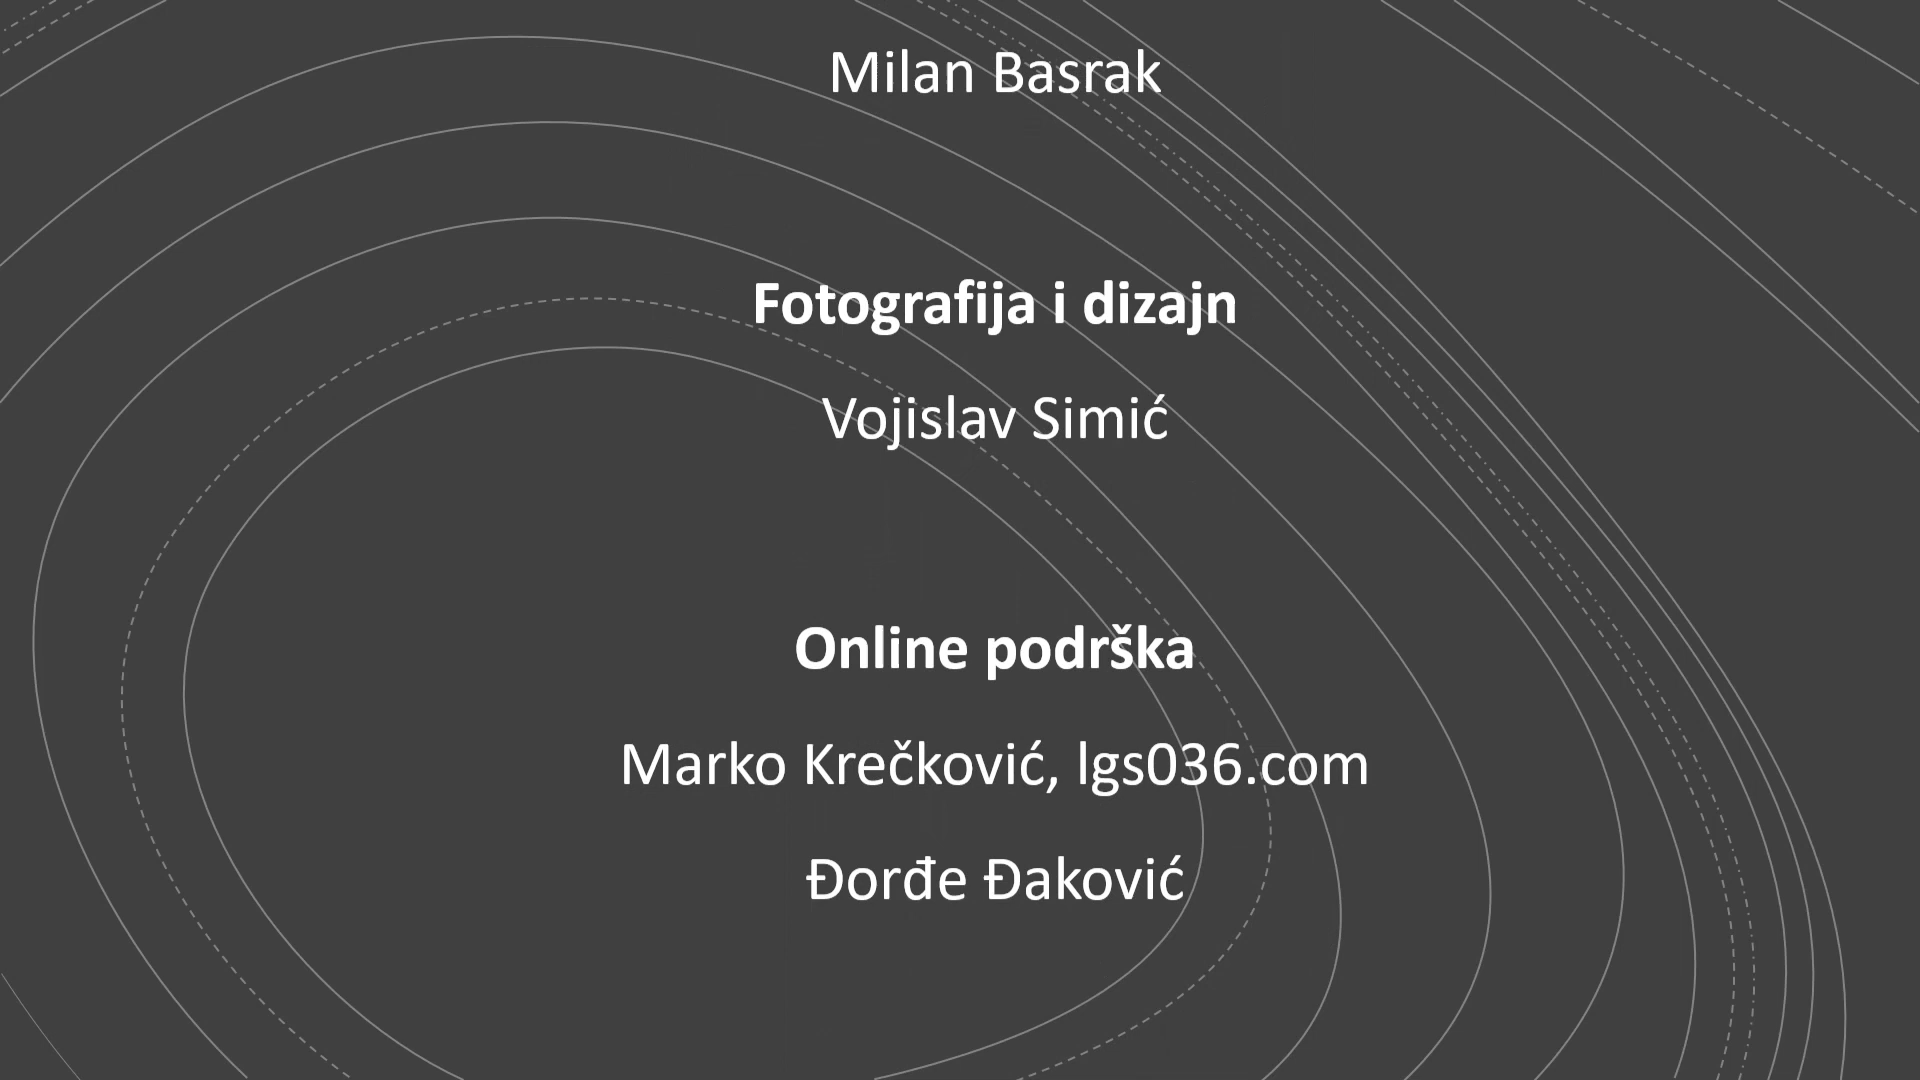 Milan Basrak
Fotografija i dizajn
Vojislav Simić
Online podrška
Marko Krečković, lgs036.com
Đorđe Đaković